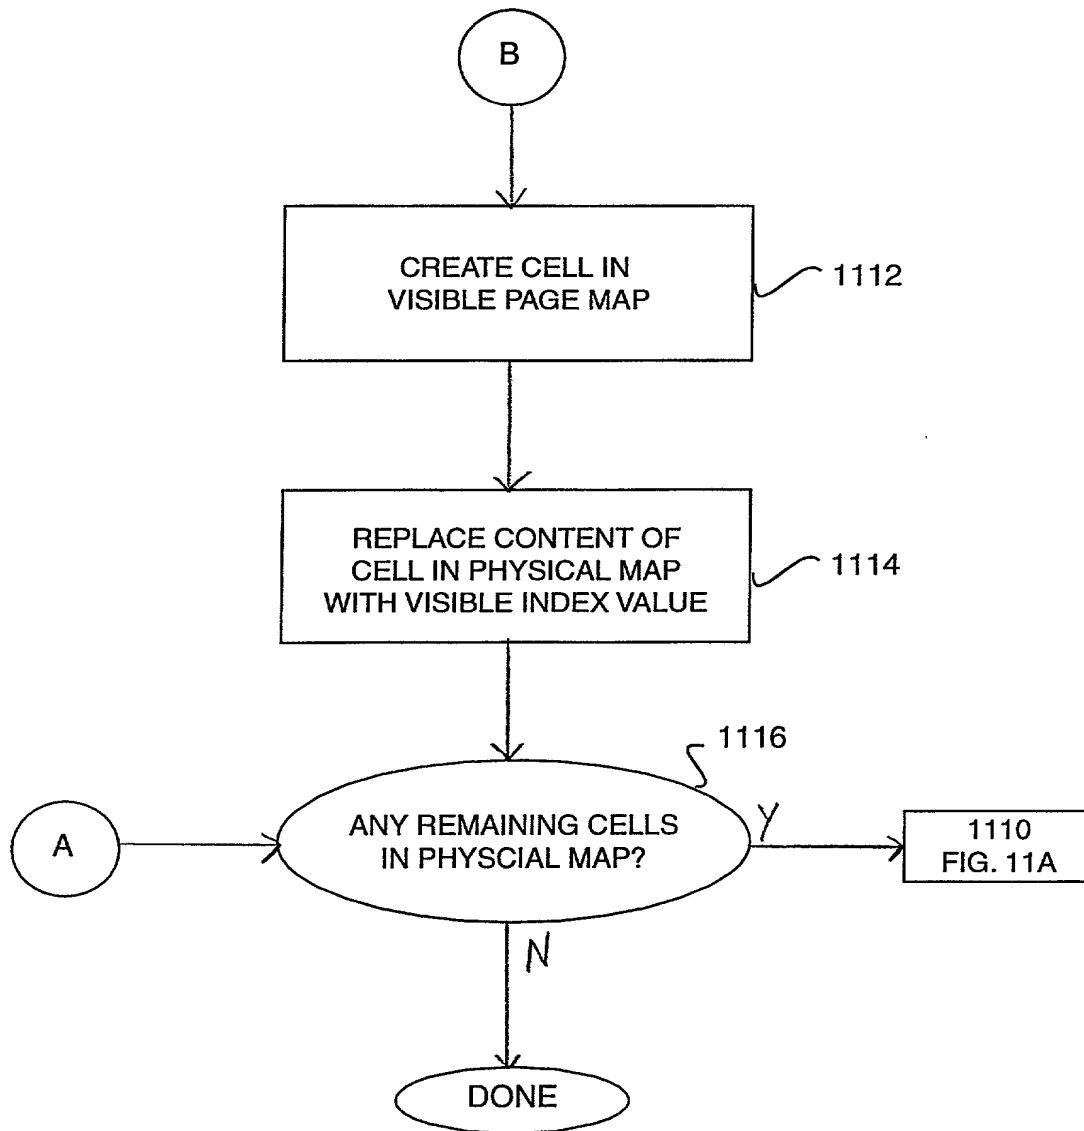 B
CREATE CELL IN
VISIBLE PAGE MAP
1112
REPLACE CONTENT OF
CELL IN PHYSICAL MAP
WITH VISIBLE INDEX VALUE
1114
1116
A
ANY REMAINING CELLS
IN PHYSCIAL MAP?
Y
1110
FIG. 11A
N
DONE